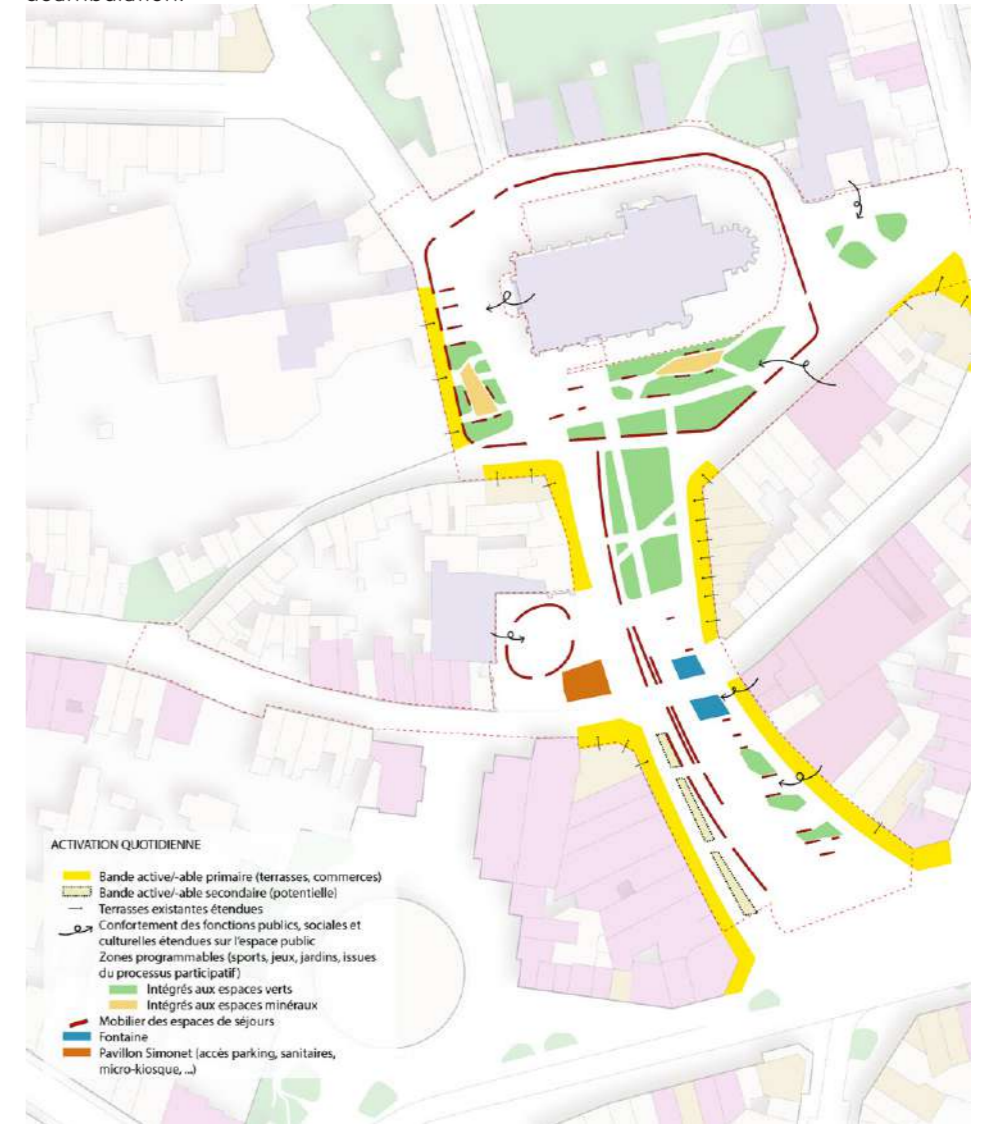 déambulation.
ACTIVATION QUOTIDIENNE
Bande active/-able primaire (terrasses, commerces)
Bande active/-able secondaire (potentielle)
Terrasses existantes étendues
Confortement des fonctions publics, sociales et
culturelles étendues sur l'espace public
Zones programmables (sports, jeux, jardins, issues
du processus participatif)
Intégrés aux espaces verts
Intégrés aux espaces minéraux
Mobilier des espaces de séjours
Fontaine
Pavillon Simonet (accès parking, sanitaires,
micro-kiosque, ...)